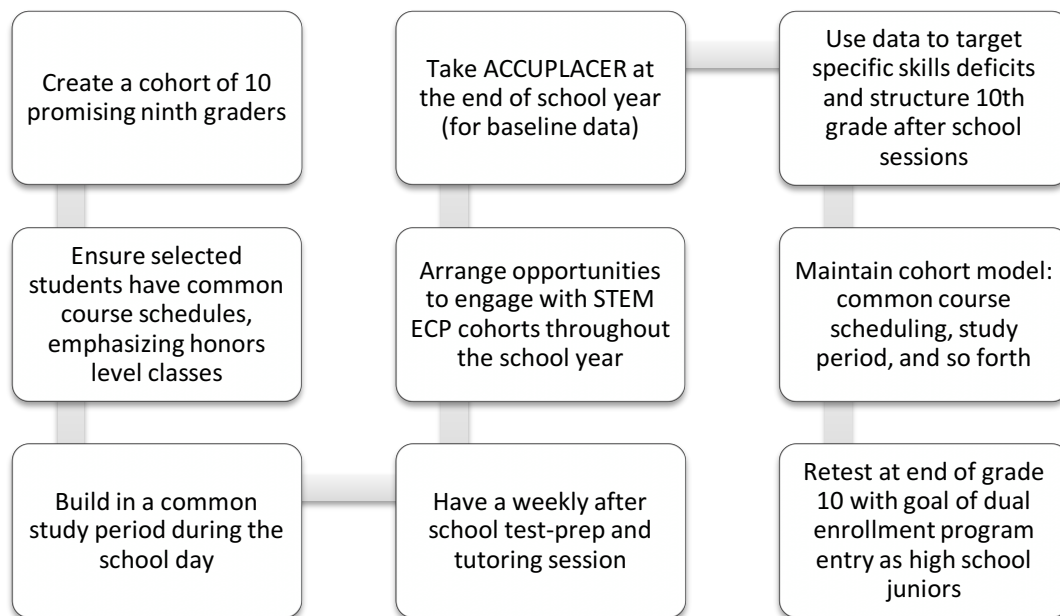 Create a cohort of 10
promising ninth graders
Ensure selected
students have common
course schedules,
emphasizing honors
level classes
Build in a common
study period during the
school day
Have a weekly after
school test-prep and
tutoring session
Arrange opportunities
to engage with STEM
ECP cohorts throughout
the school year
Take ACCUPLACER at
the end of school year
(for baseline data)
Use data to target
specific skills deficits
and structure 10th
grade after school
sessions
Maintain cohort model:
common course
scheduling, study
period, and so forth
Retest at end of grade
10 with goal of dual
enrollment program
entry as high school
juniors